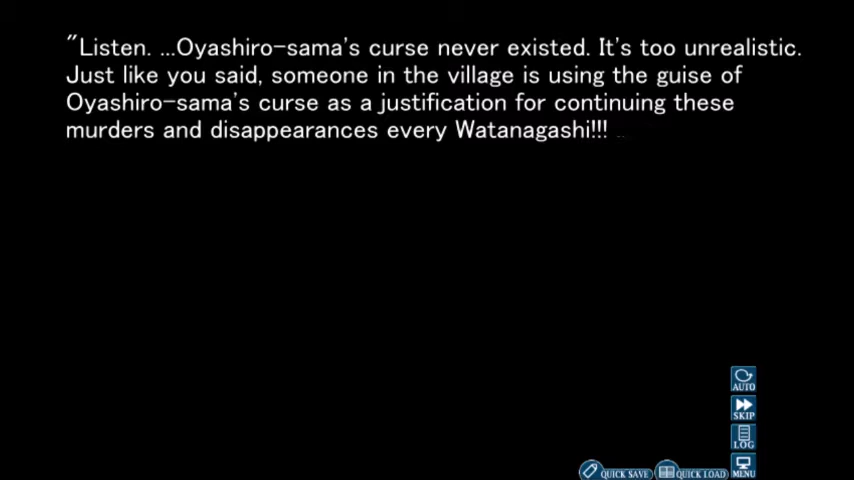 "Listen. ...Oyashiro-sama's curse never existed. It's too unrealistic.
Just like you said, someone in the village is using the guise of
Oyashiro-sama's curse as a justification for continuing these
murders and disappearances every Watanagashi!!! ..
AUTO
SKIP
LOG
MENU
QUICK SAVE
QUICK LOAD